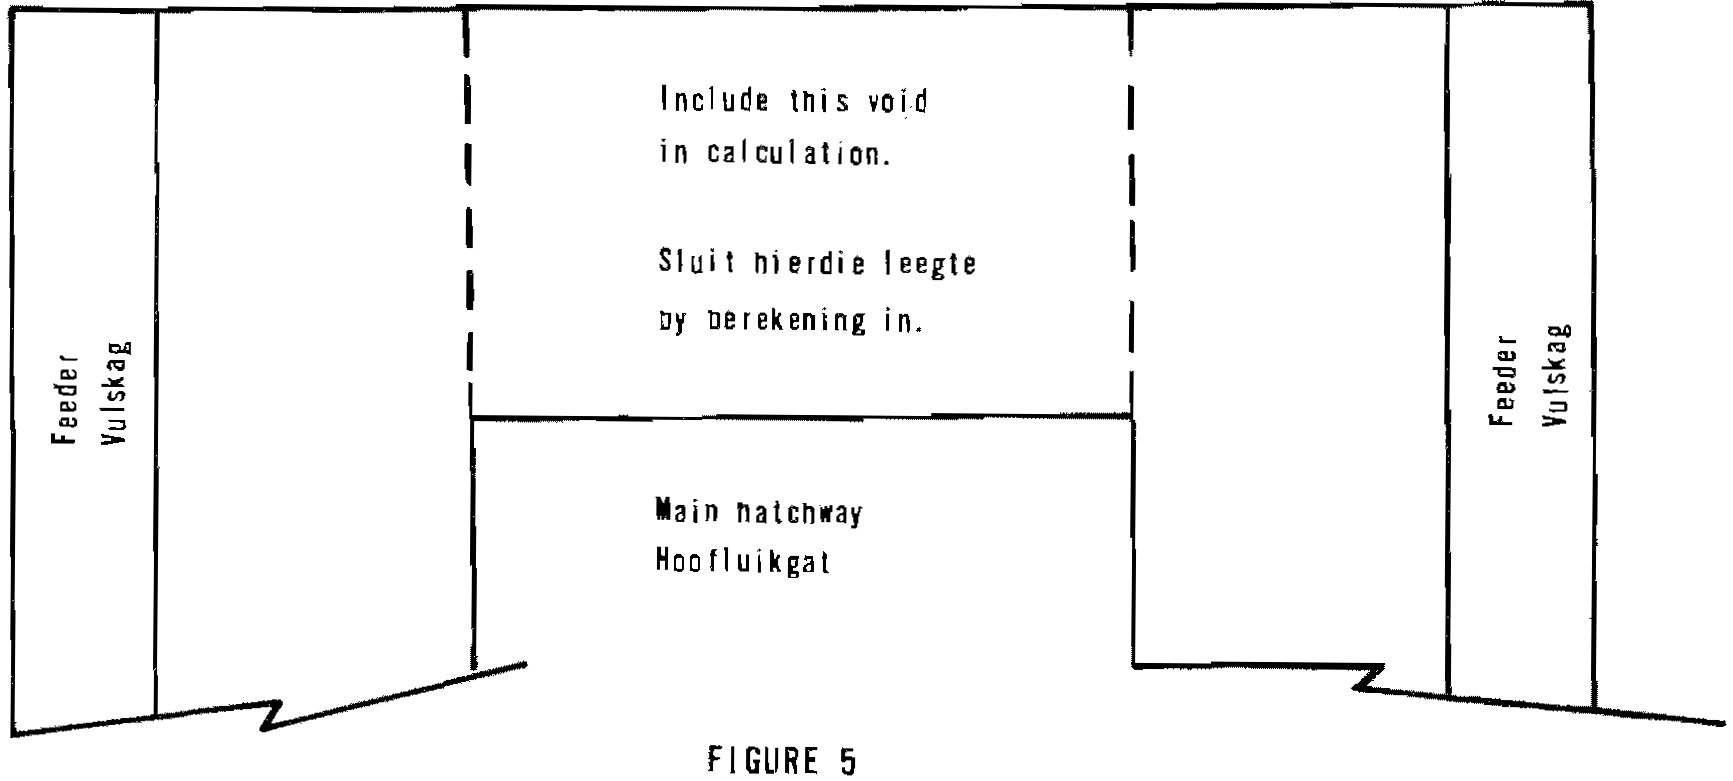 Include this void
in calculation.
Sluit hierdie leegte
by berekening in.
Feeder
Vulskag
Feeder
Vulskag
Main hatchway
Hoofluikgat
FIGURE 5